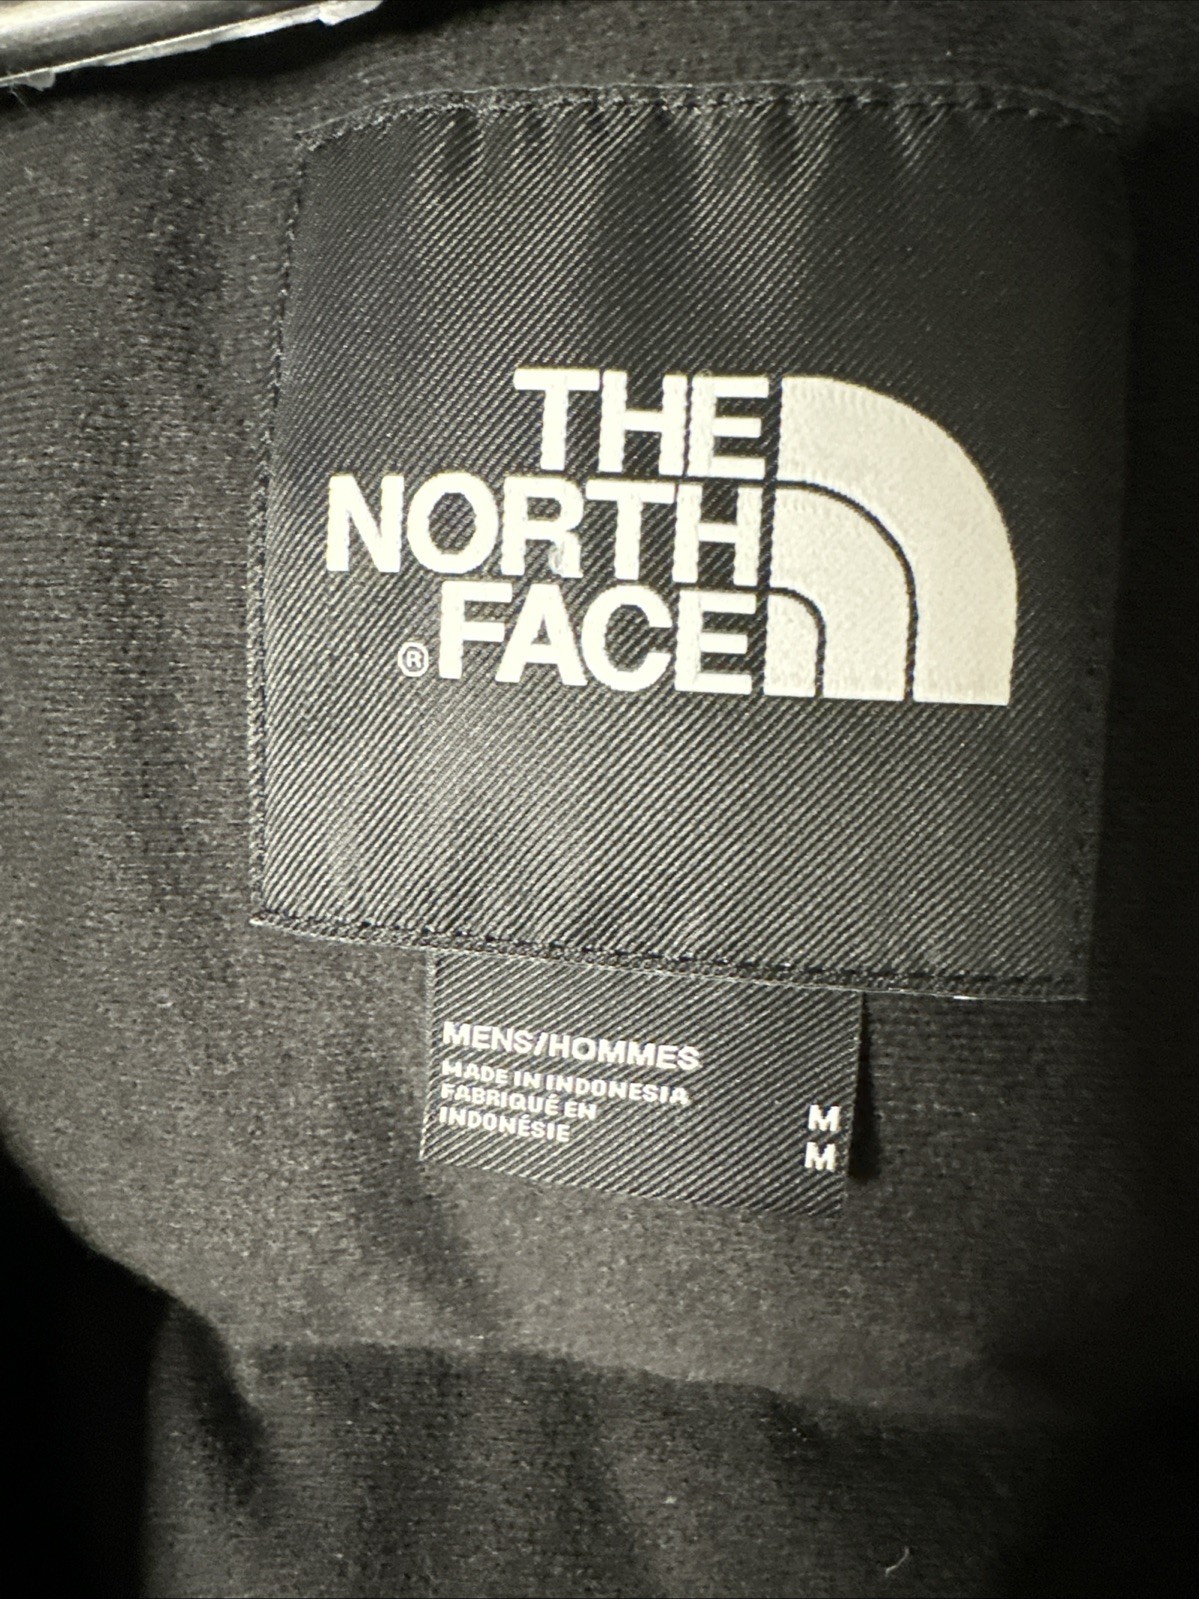 THE
NORTH
FACE
®
MENS/HOMMES
MADE IN INDONESIA
FABRIQUÉ EN
INDONÉSIE
M
M